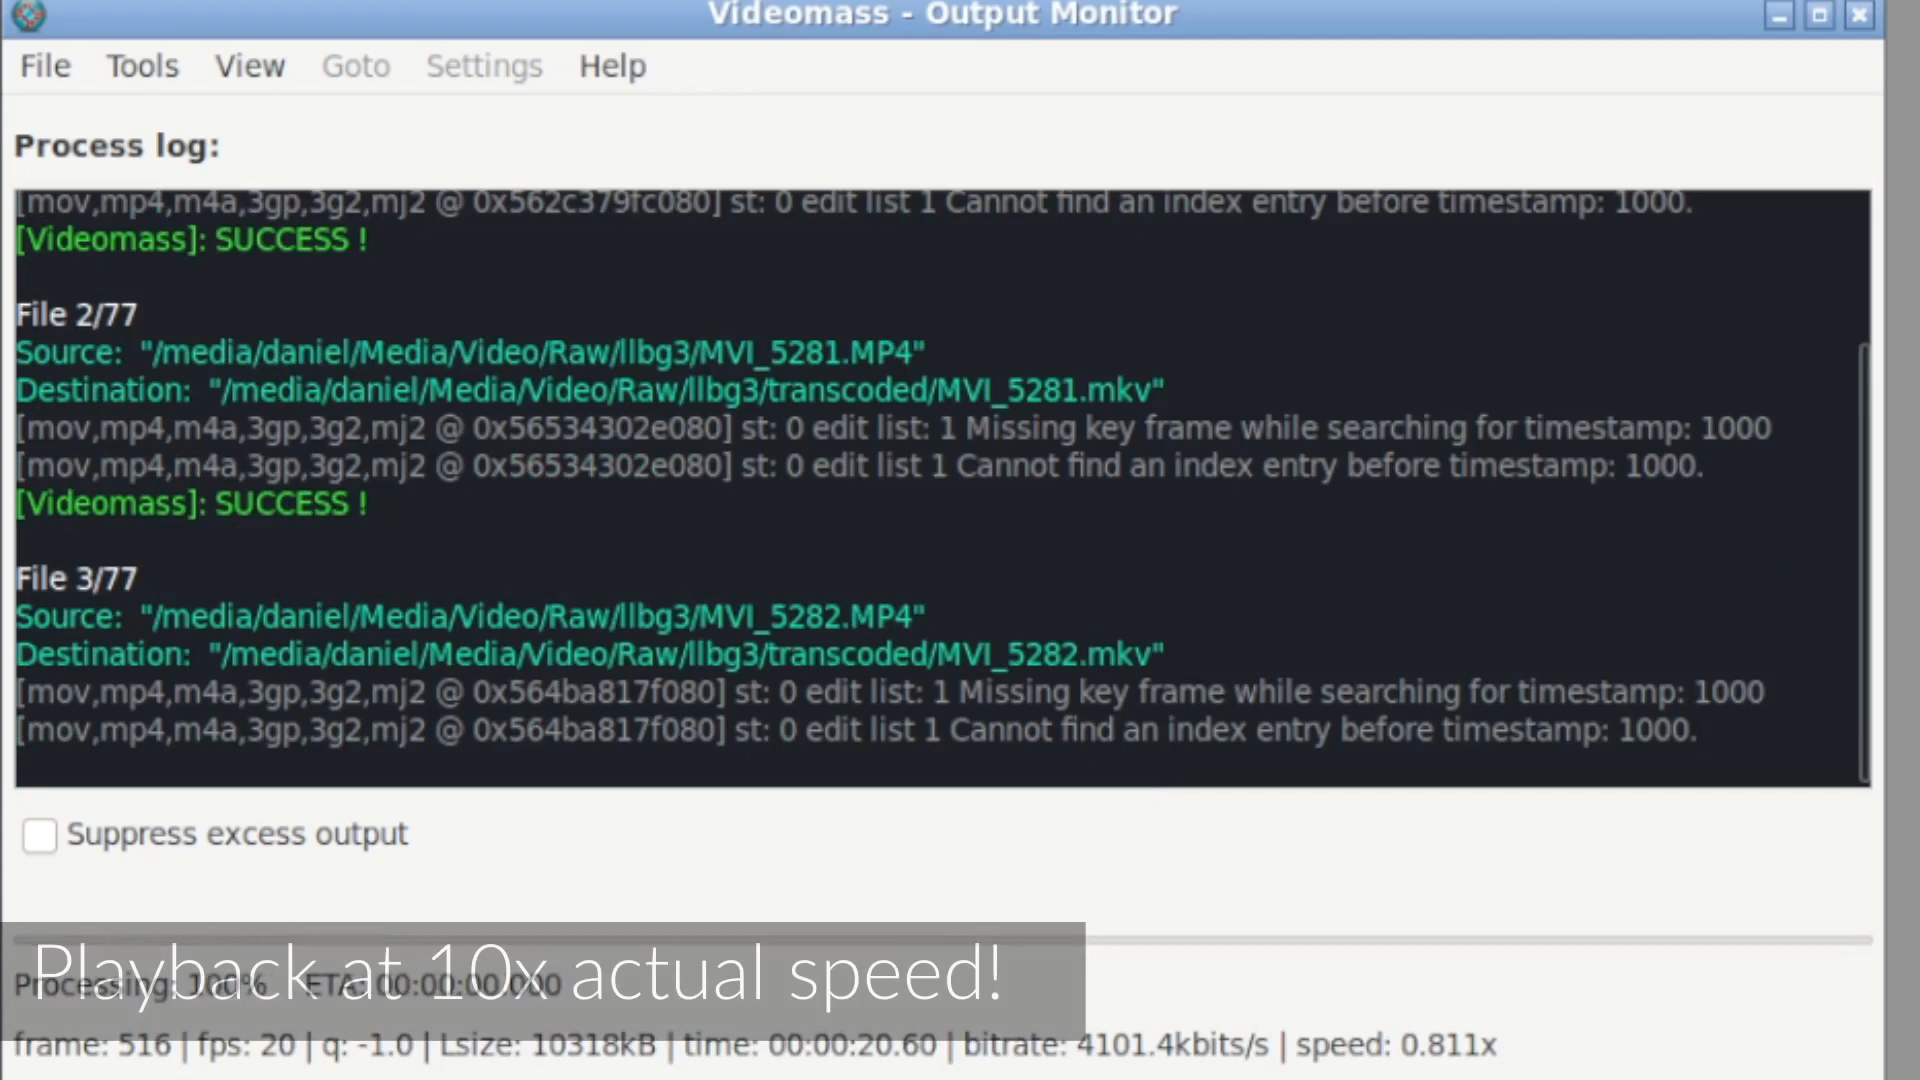 Videomass - Output Monitor
File Tools View Goto Settings Help
Process log:
[mov,mp4,m4a,3gp,3g2,mj2 @ 0x562c379fc080] st: 0 edit list 1 Cannot find an index entry before timestamp: 1000.
[Videomass]: SUCCESS !
File 2/77
Source: "/media/daniel/Media/Video/Raw/llbg3/MVI_5281.MP4"
Destination: "/media/daniel/Media/Video/Raw/llbg3/transcoded/MVI_5281.mkv"
[mov,mp4,m4a,3gp,3g2,mj2 @ 0x56534302e080] st: 0 edit list: 1 Missing key frame while searching for timestamp: 1000
[mov,mp4,m4a,3gp,3g2,mj2 @ 0x56534302e080] st: 0 edit list 1 Cannot find an index entry before timestamp: 1000.
[Videomass]: SUCCESS !
File 3/77
Source: "/media/daniel/Media/Video/Raw/llbg3/MVI_5282.MP4"
Destination: "/media/daniel/Media/Video/Raw/llbg3/transcoded/MVI_5282.mkv"
[mov,mp4,m4a,3gp,3g2,mj2 @ 0x564ba817f080] st: 0 edit list: 1 Missing key frame while searching for timestamp: 1000
[mov,mp4,m4a,3gp,3g2,mj2 @ 0x564ba817f080] st: 0 edit list 1 Cannot find an index entry before timestamp: 1000.
Suppress excess output
Playback at 10x actual speed!
Processing: 100% ETA: 00:00:00.000
frame: 516 | fps: 20 | q: -1.0 | Lsize: 10318kB | time: 00:00:20.60 | bitrate: 4101.4kbits/s | speed: 0.811x